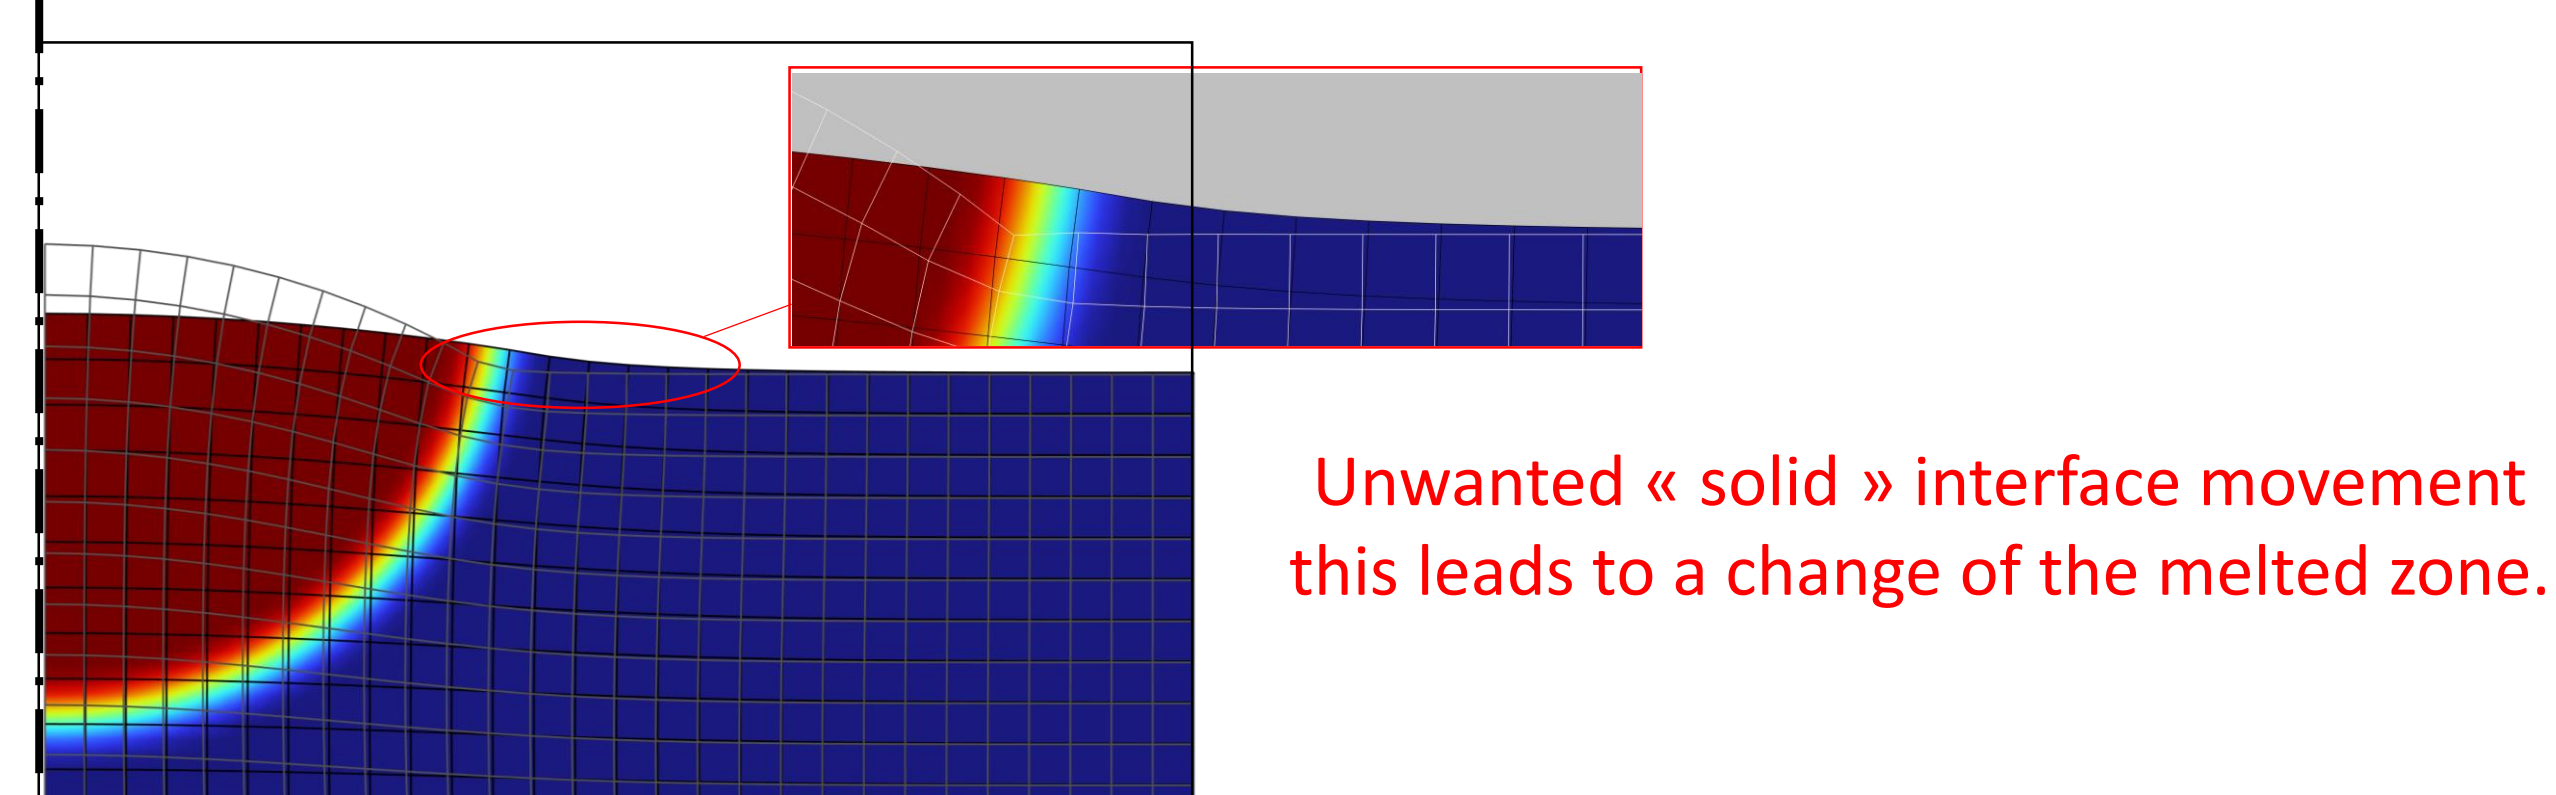 Unwanted « solid » interface movement
this leads to a change of the melted zone.